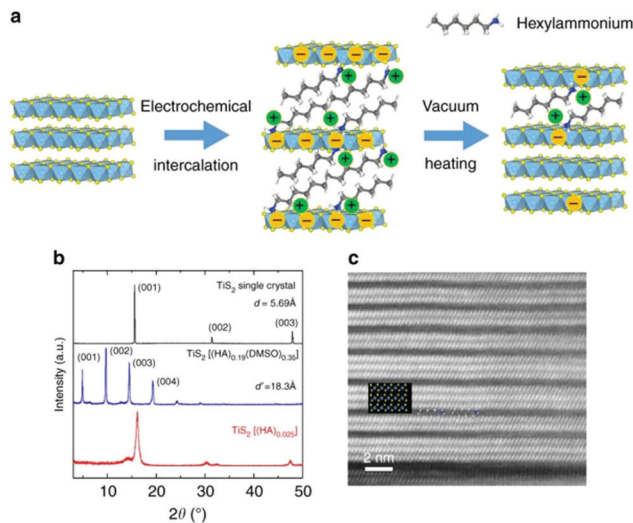 a
Hexylammonium
Electrochemical
intercalation
Vacuum
heating
b
Intensity (a.u.)
TiS2 single crystal
d = 5.69Å
(001)
(002)
(003)
TiS2 [(HA)0.19(DMSO)0.35]
d'=18.3Å
(001)
(002)
(003)
(004)
TiS2 [(HA)0.025]
10 20 30 40 50
2θ (°)
c
2 nm